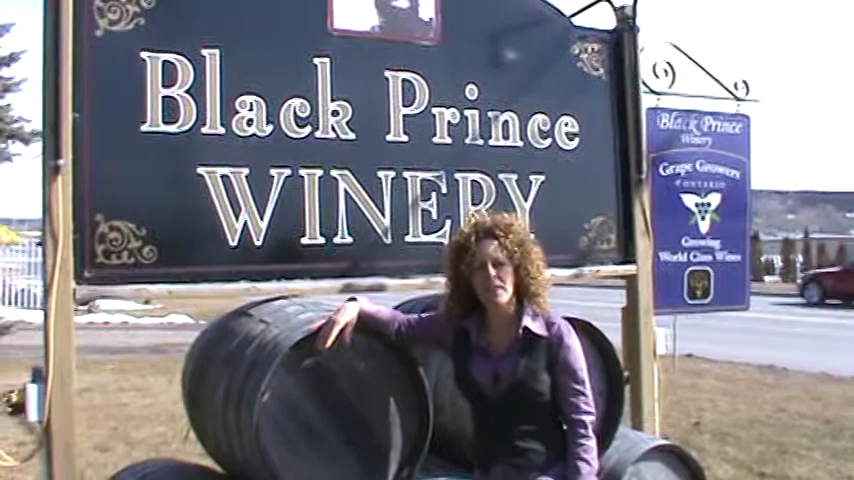 Black Prince
WINERY
Black Prince
Winery
Grape Growers
ONTARIO
Growing
World Class Wines